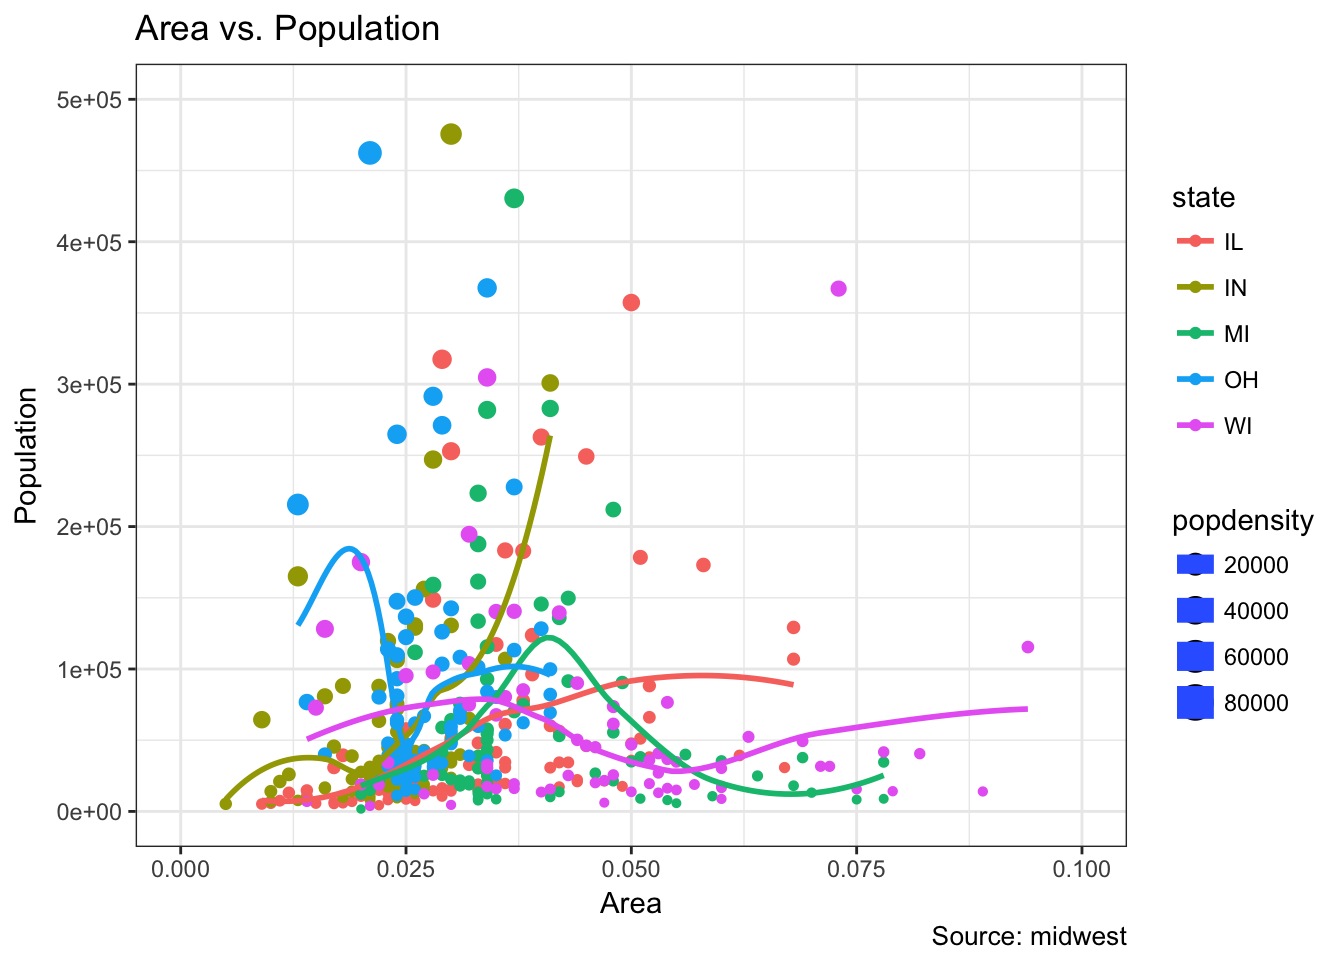 Area vs. Population
5e+05
4e+05
3e+05
2e+05
1e+05
0e+00
Population
0.000
0.025
0.050
0.075
0.100
Area
Source: midwest
state
IL
IN
MI
OH
WI
popdensity
20000
40000
60000
80000